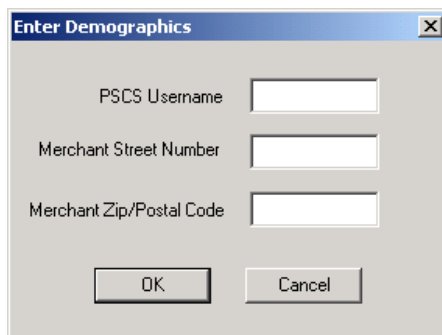 Enter Demographics
PSCS Username
Merchant Street Number
Merchant Zip/Postal Code
OK Cancel